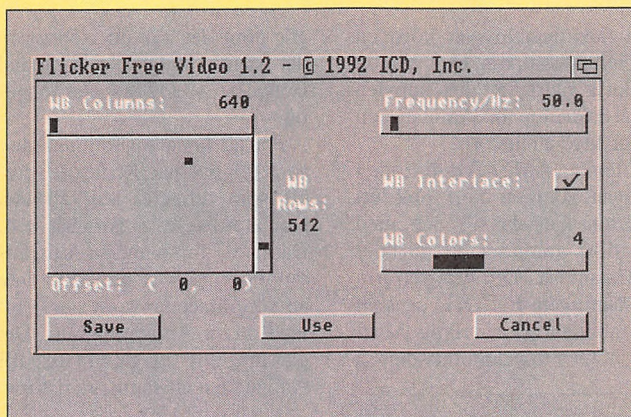 Flicker Free Video 1.2 - © 1992 ICD, Inc.
WB Columns: 640
Frequency/Hz: 50.0
WB Interlace:
WB Rows:
512
WB Colors: 4
Offset: ( 0, 0)
Save
Use
Cancel